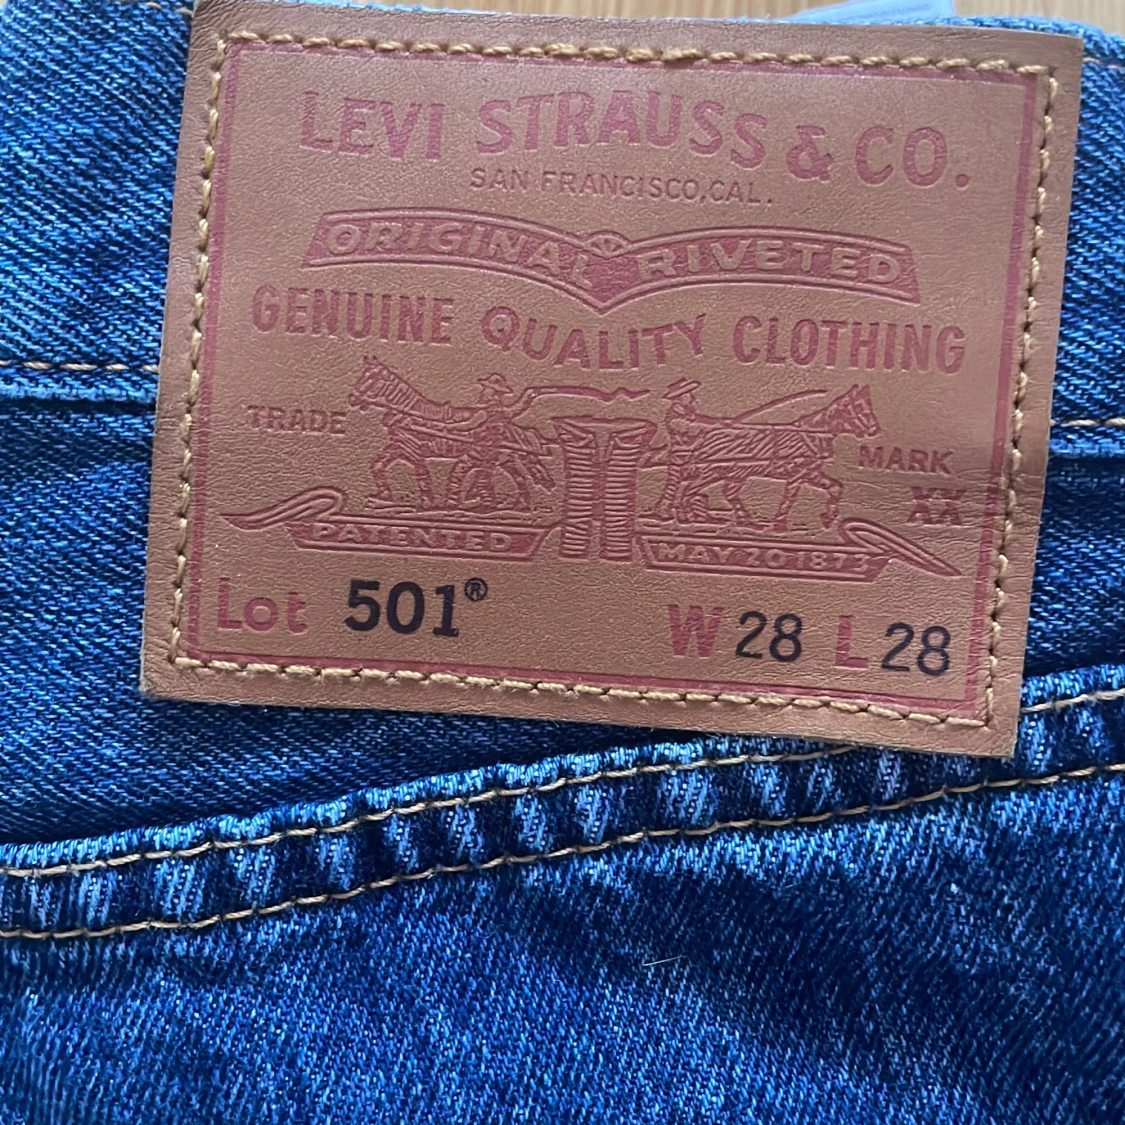 LEVI STRAUSS & CO.
SAN FRANCISCO, CAL.
ORIGINAL RIVETED
GENUINE QUALITY CLOTHING
TRADE MARK
XX
PATENTED MAY 20 1873
Lot 501® W 28 L 28